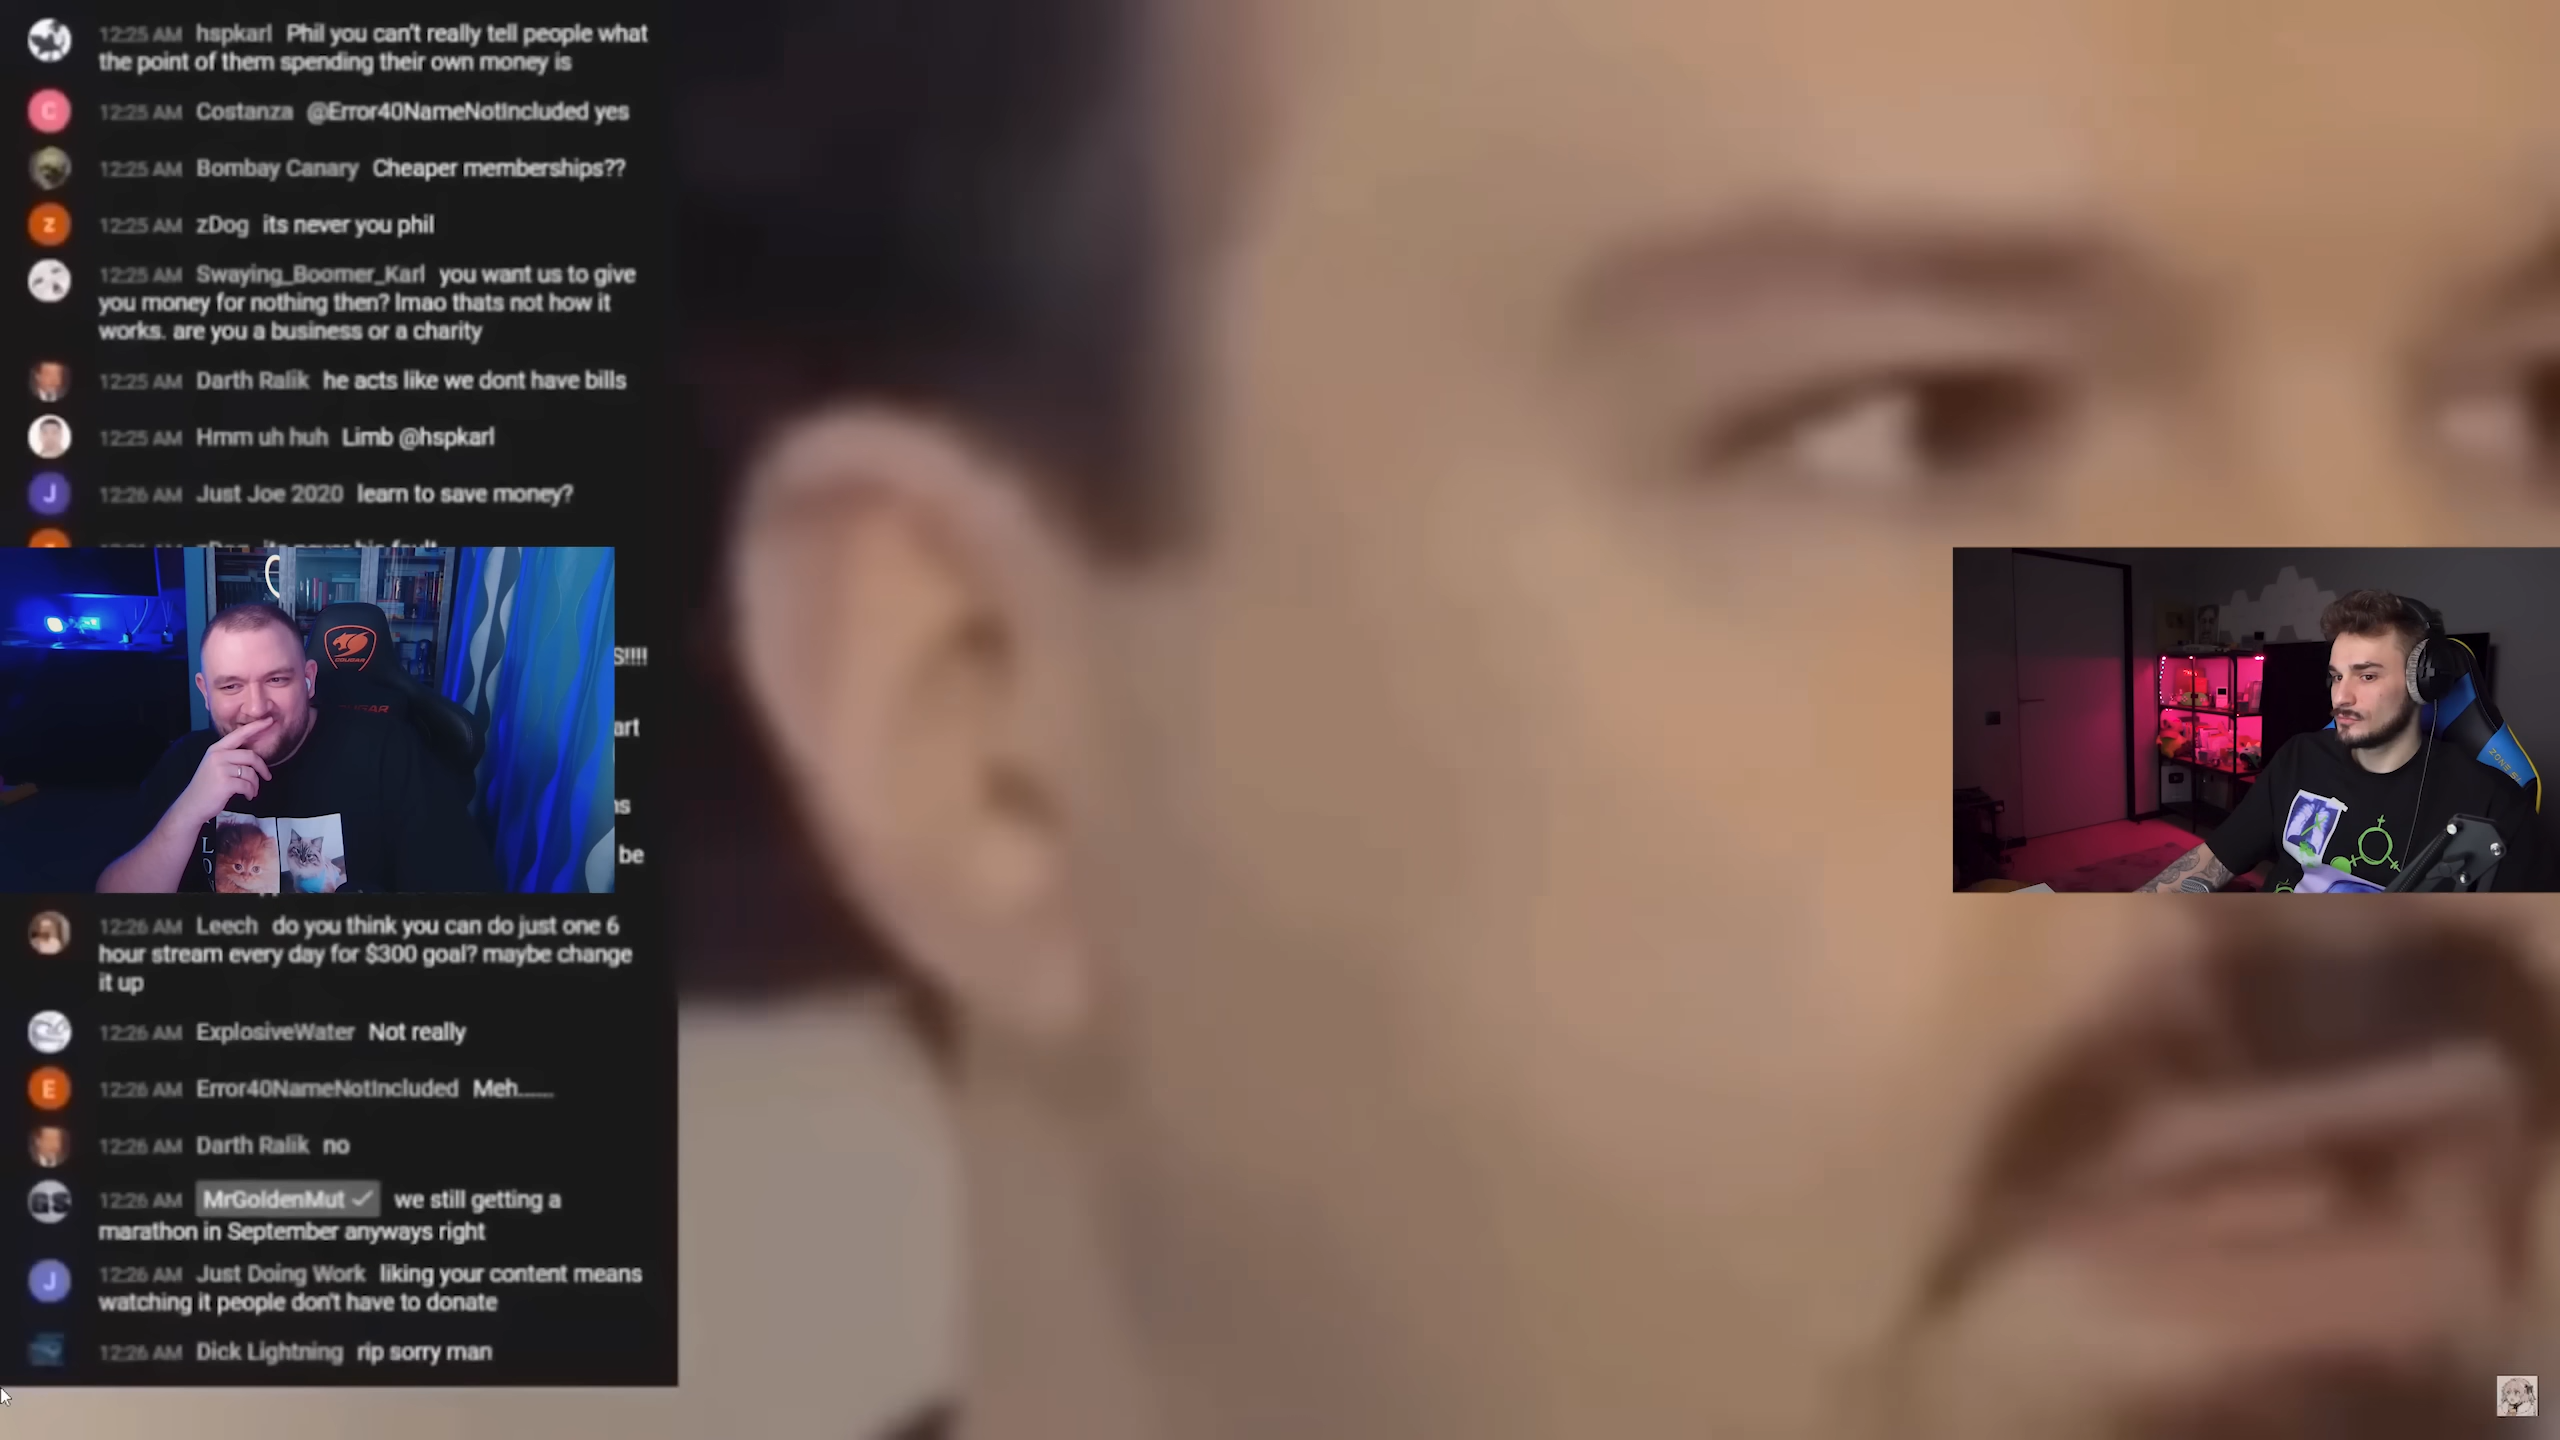 12:25 AM hspkarl Phil you can't really tell people what
the point of them spending their own money is
12:25 AM Costanza @Error40NameNotIncluded yes
12:25 AM Bombay Canary Cheaper memberships??
12:25 AM zDog its never you phil
12:25 AM Swaying_Boomer_Karl you want us to give
you money for nothing then? lmao thats not how it
works. are you a business or a charity
12:25 AM Darth Ralik he acts like we dont have bills
12:25 AM Hmm uh huh Limb @hspkarl
12:26 AM Just Joe 2020 learn to save money?
S!!!!
art
ns
be
COUGAR
12:26 AM Leech do you think you can do just one 6
hour stream every day for $300 goal? maybe change
it up
12:26 AM ExplosiveWater Not really
12:26 AM Error40NameNotIncluded Meh......
12:26 AM Darth Ralik no
12:26 AM MrGoldenMut we still getting a
marathon in September anyways right
12:26 AM Just Doing Work liking your content means
watching it people don't have to donate
12:26 AM Dick Lightning rip sorry man